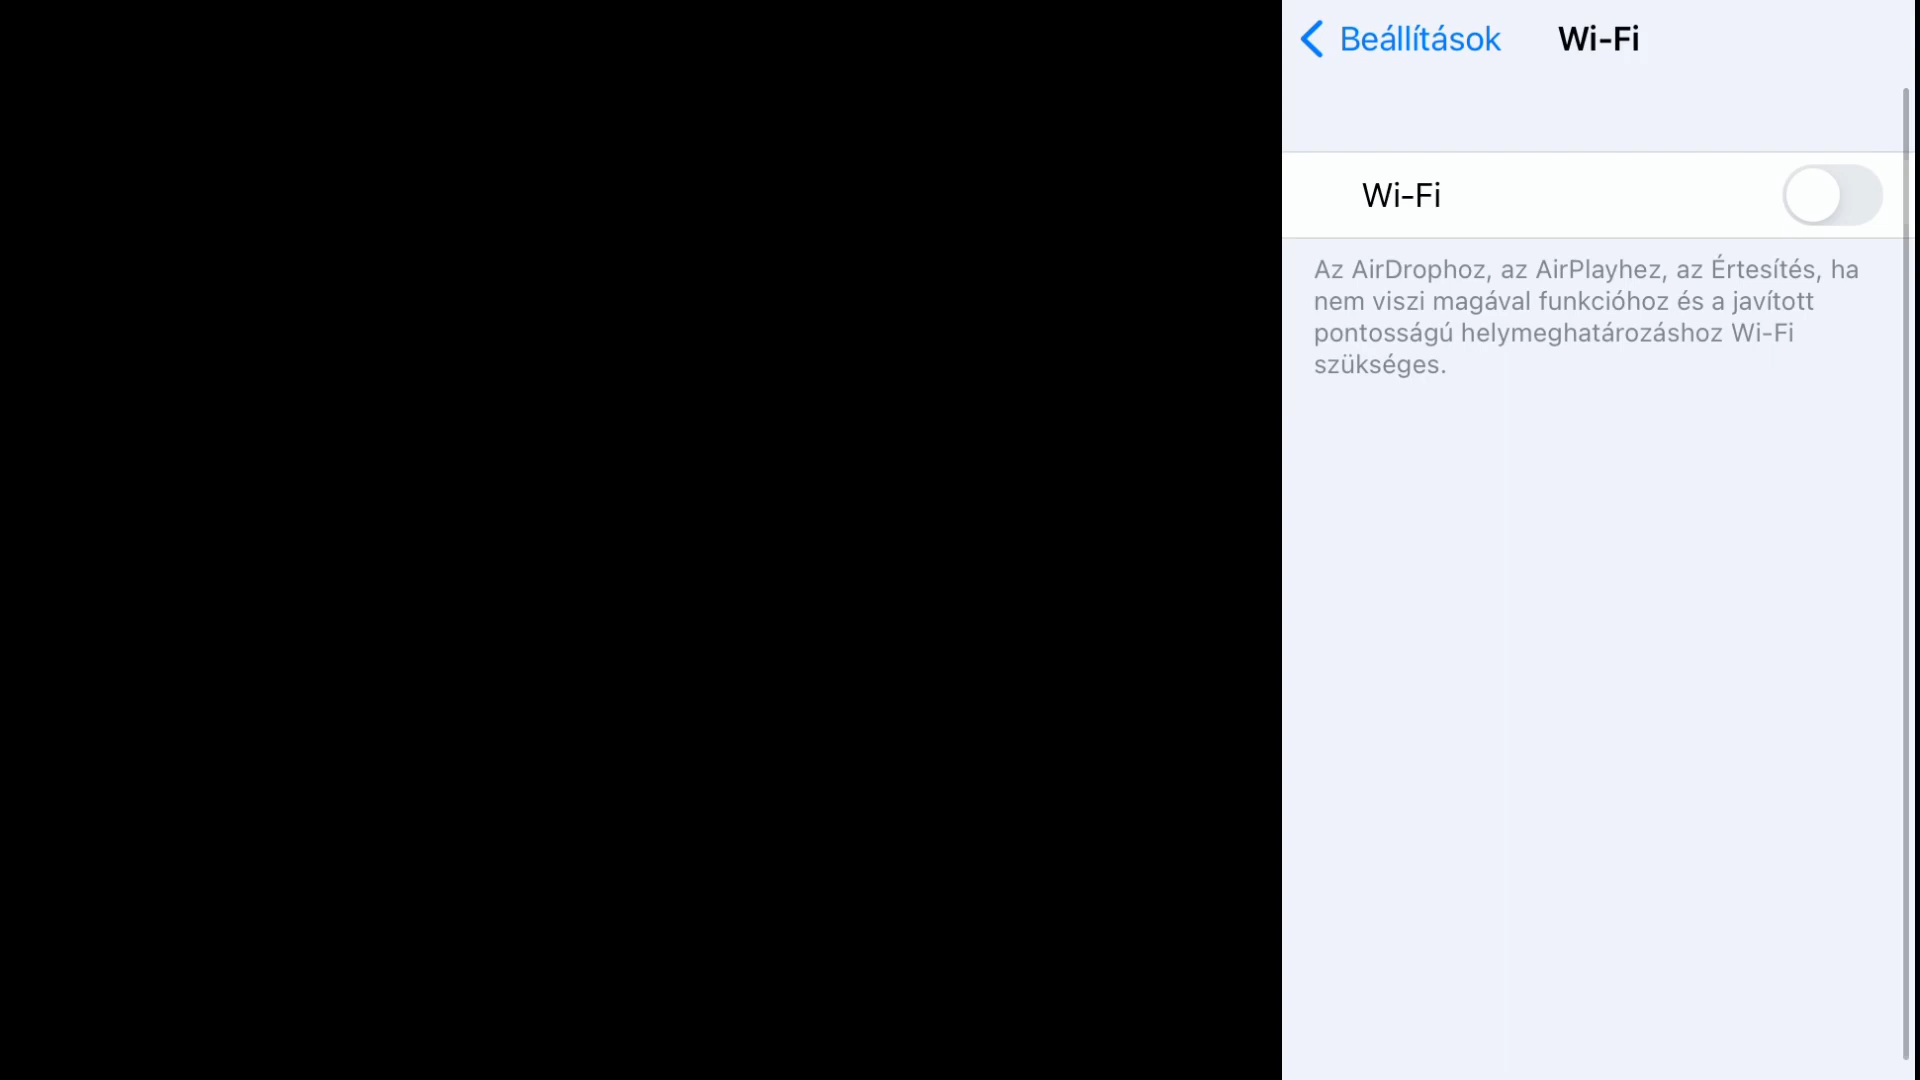 Beállítások
Wi-Fi
Wi-Fi
Az AirDrophoz, az AirPlayhez, az Értesítés, ha
nem viszi magával funkcióhoz és a javított
pontosságú helymeghatározáshoz Wi-Fi
szükséges.